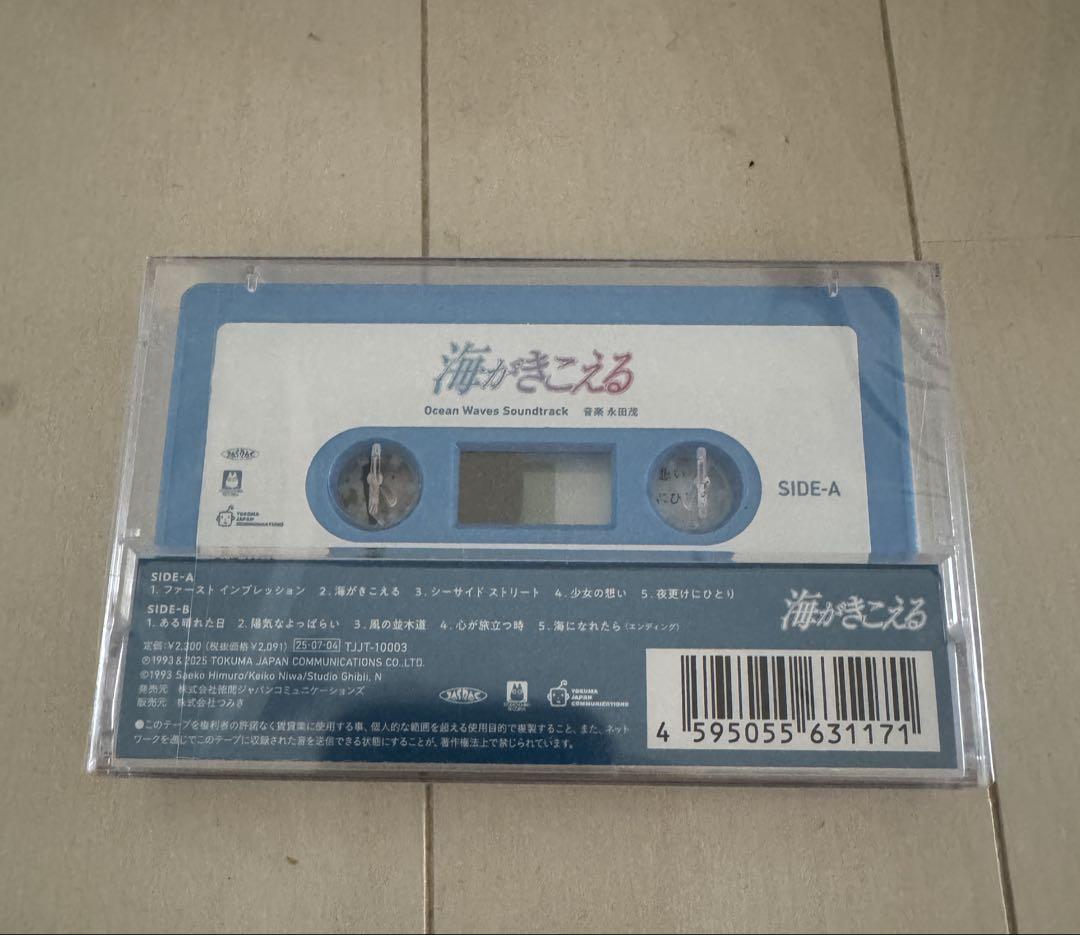 海がきこえる
Ocean Waves Soundtrack 音楽 永田茂
想い
にひ
SIDE-A
TOKUMA
JAPAN
COMMUNICATIONS
SIDE-A
1. ファースト インプレッション 2. 海がきこえる 3. シーサイド ストリート 4. 少女の想い 5. 夜更けにひとり
SIDE-B
1. ある晴れた日 2. 陽気なよっぱらい 3. 風の並木道 4. 心が旅立つ時 5. 海になれたら(エンディング)
海がきこえる
定価:¥2,300 (税抜価格¥2,091) 25・07・04 TJJT-10003
Ⓟ1993 & 2025 TOKUMA JAPAN COMMUNICATIONS CO.,LTD.
©1993 Saeko Himuro/Keiko Niwa/Studio Ghibli, N
発売元 株式会社徳間ジャパンコミュニケーションズ
販売元 株式会社つみき
TOKUMA
JAPAN
COMMUNICATIONS
●このテープを権利者の許諾なく賃貸業に使用する事、個人的な範囲を超える使用目的で複製すること、また、ネット
ワークを通じてこのテープに収録された音を送信できる状態にすることが、著作権法上で禁じられています。
4 595055 631171